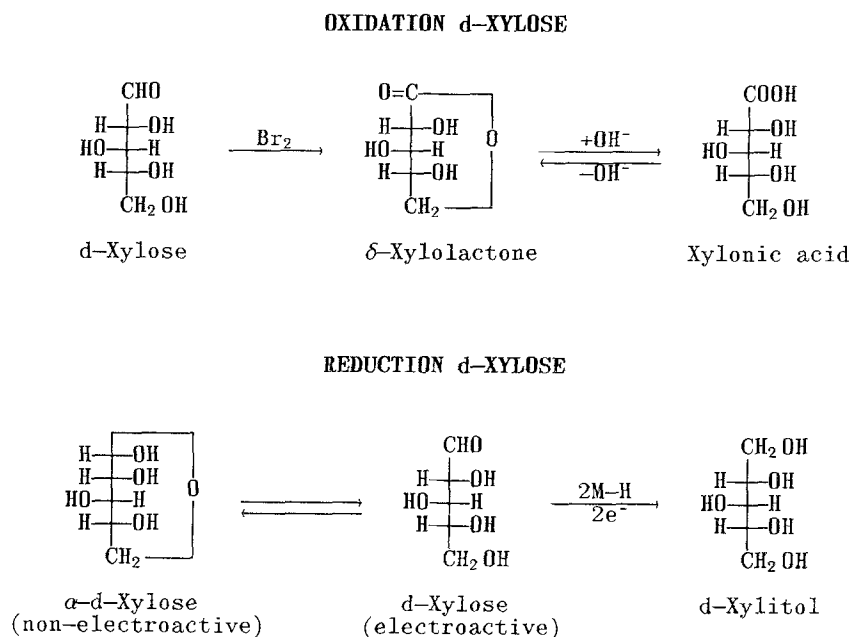 OXIDATION d-XYLOSE
CHO
H OH
HO H
H OH
CH₂OH
d-Xylose
Br₂
O=C
H OH
HO H
H OH
CH₂
O
δ-Xylolactone
+OH⁻
-OH⁻
COOH
H OH
HO H
H OH
CH₂OH
Xylonic acid
REDUCTION d-XYLOSE
H OH
H OH
HO H
H OH
CH₂
O
α-d-Xylose
(non-electroactive)
CHO
H OH
HO H
H OH
CH₂OH
d-Xylose
(electroactive)
2M-H
2e⁻
CH₂OH
H OH
HO H
H OH
CH₂OH
d-Xylitol